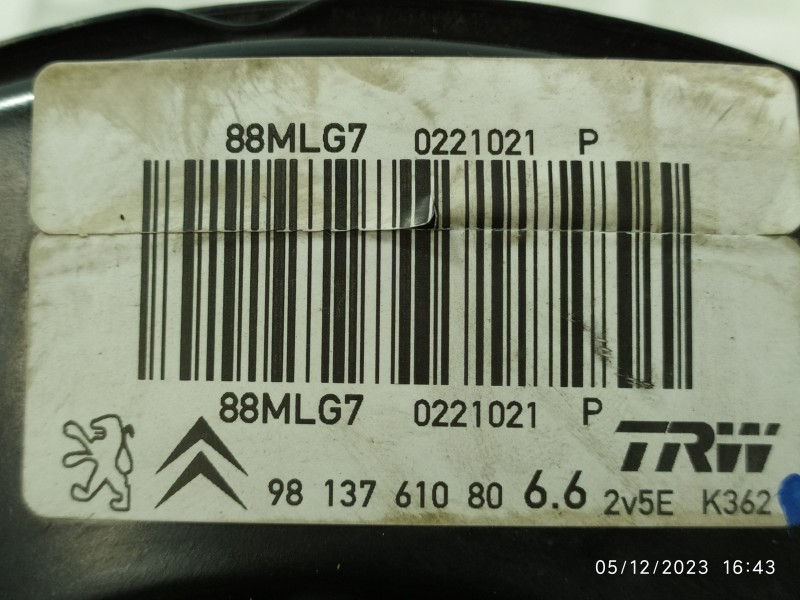 88MLG7 0221021 P
88MLG7 0221021 P
TRW
98 137 610 80 6.6 2v5E K362
05/12/2023 16:43